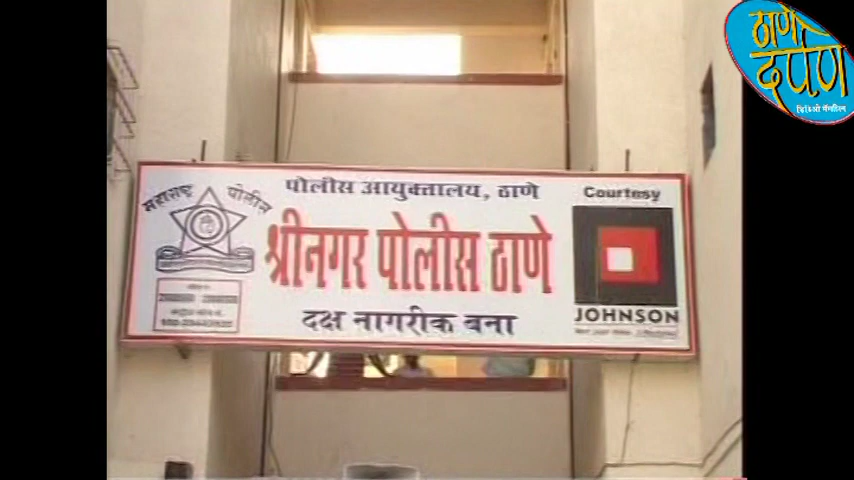 ठाणे
दर्पण
महाराष्ट्र पोलीस
पोलीस आयुक्तालय, ठाणे
श्रीनगर पोलीस ठाणे
दक्ष नागरीक बना
Courtesy
JOHNSON